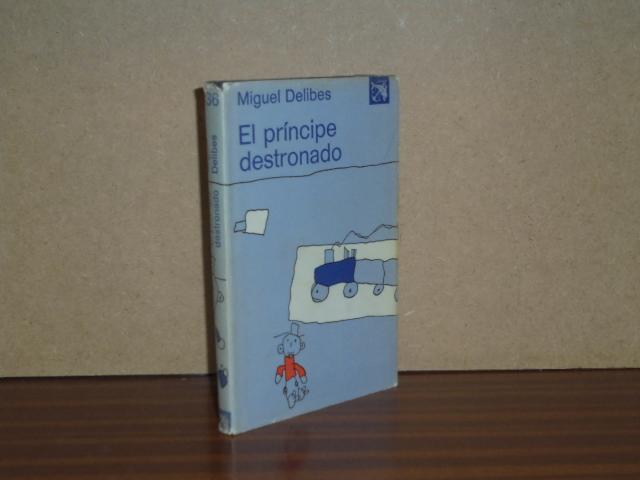 Miguel Delibes
El príncipe
destronado
36
Delibes
destronado